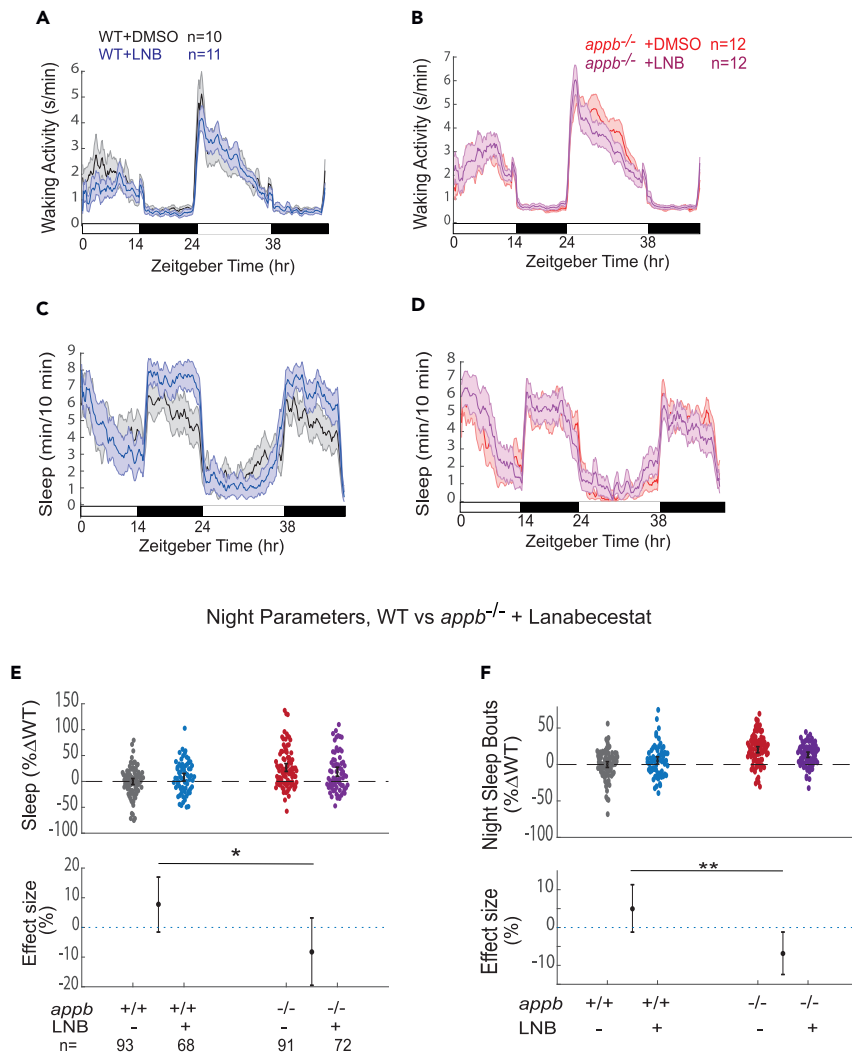 A
WT+DMSO n=10
WT+LNB n=11
Waking Activity (s/min)
6
5
4
3
2
1
0
0 14 24 38
Zeitgeber Time (hr)
B
appb-/- +DMSO n=12
appb-/- +LNB n=12
Waking Activity (s/min)
7
6
5
4
3
2
1
0
0 14 24 38
Zeitgeber Time (hr)
C
Sleep (min/10 min)
9
8
7
6
5
4
3
2
1
0
0 14 24 38
Zeitgeber Time (hr)
D
Sleep (min/10 min)
8
7
6
5
4
3
2
1
0
0 14 24 38
Zeitgeber Time (hr)
Night Parameters, WT vs appb-/- + Lanabecestat
E
Sleep (%ΔWT)
150
100
50
0
-50
-100
Effect size
(%)
20
10
0
-10
-20
*
appb +/+ +/+ -/- -/-
LNB - + - +
n= 93 68 91 72
F
Night Sleep Bouts
(%ΔWT)
50
0
-50
-100
Effect size
(%)
10
0
-10
**
appb +/+ +/+ -/- -/-
LNB - + - +